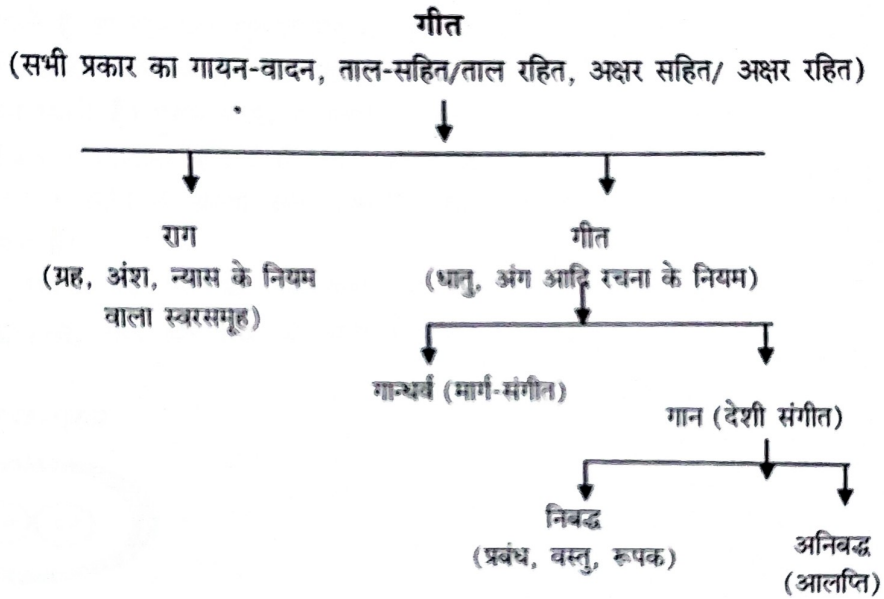 गीत
(सभी प्रकार का गायन-वादन, ताल-सहित/ताल रहित, अक्षर सहित/ अक्षर रहित)
राग
(ग्रह, अंश, न्यास के नियम
वाला स्वरसमूह)
गीत
(धातु, अंग आदि रचना के नियम)
गान्धर्व (मार्ग-संगीत)
गान (देशी संगीत)
निबद्ध
(प्रबंध, वस्तु, रूपक)
अनिबद्ध
(आलप्ति)